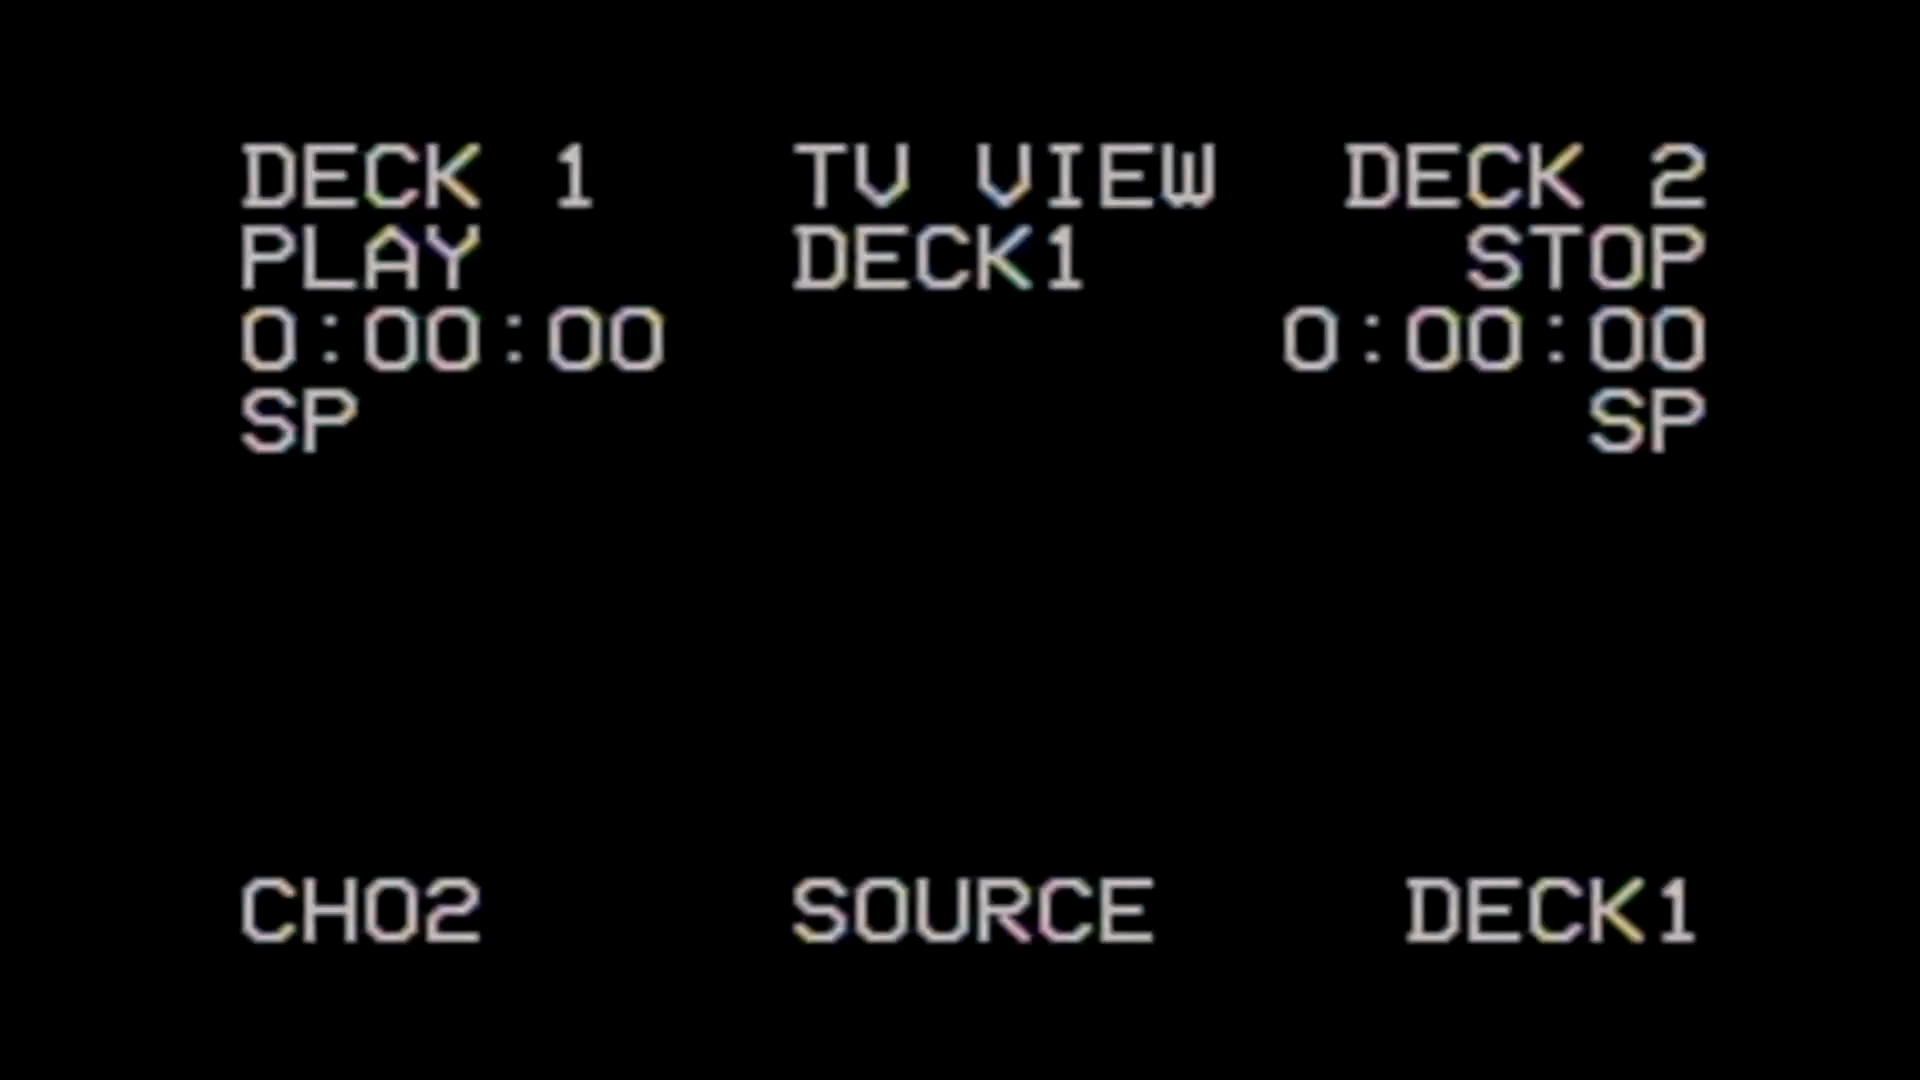 DECK 1 TV VIEW DECK 2
PLAY DECK1 STOP
0:00:00 0:00:00
SP SP
CH02 SOURCE DECK1